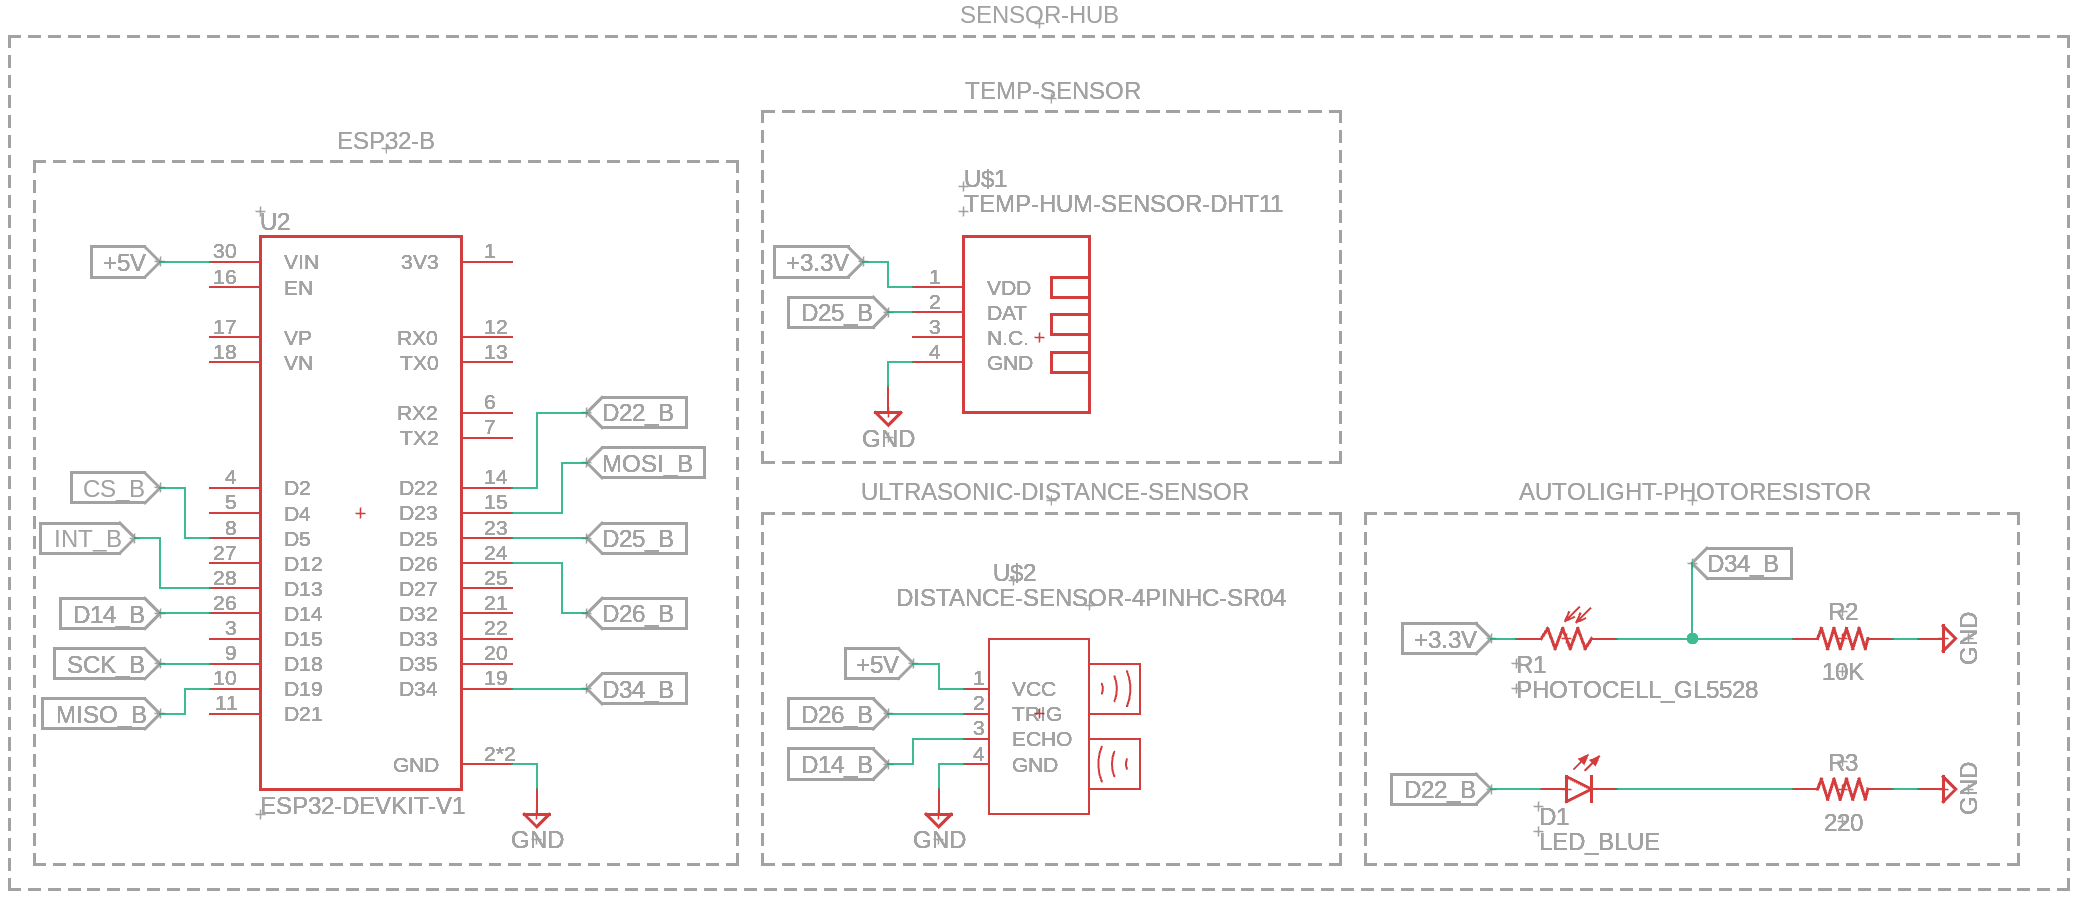 SENSOR-HUB
ESP32-B
U2
+5V
30
VIN
16
EN
17
VP
18
VN
CS_B
4
D2
5
D4
INT_B
8
D5
27
D12
28
D13
D14_B
26
D14
3
D15
SCK_B
9
D18
10
D19
MISO_B
11
D21
3V3
1
RX0
12
TX0
13
RX2
6
D22_B
TX2
7
MOSI_B
D22
14
D23
15
D25
23
D25_B
D26
24
D27
25
D32
21
D26_B
D33
22
D35
20
D34
19
D34_B
GND
2*2
ESP32-DEVKIT-V1
GND
TEMP-SENSOR
U$1
TEMP-HUM-SENSOR-DHT11
+3.3V
1
VDD
D25_B
2
DAT
3
N.C.
4
GND
GND
ULTRASONIC-DISTANCE-SENSOR
U$2
DISTANCE-SENSOR-4PINHC-SR04
+5V
1
VCC
D26_B
2
TRIG
3
ECHO
D14_B
4
GND
GND
AUTOLIGHT-PHOTORESISTOR
D34_B
+3.3V
R1
PHOTOCELL_GL5528
R2
10K
GND
D22_B
D1
LED_BLUE
R3
220
GND